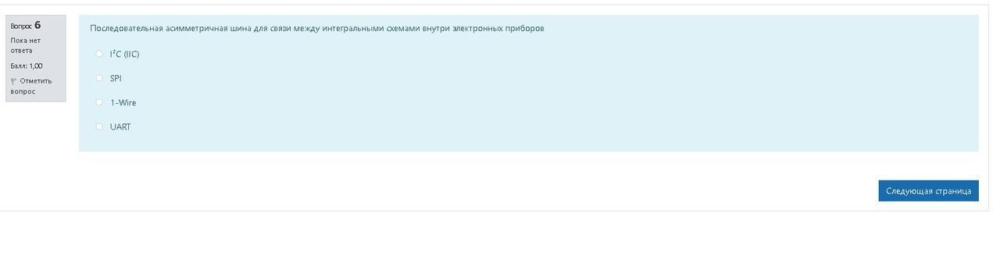 Вопрос 6
Пока нет
ответа
Балл: 1,00
Отметить
вопрос
Последовательная асимметричная шина для связи между интегральными схемами внутри электронных приборов
I²C (IIC)
SPI
1-Wire
UART
Следующая страница